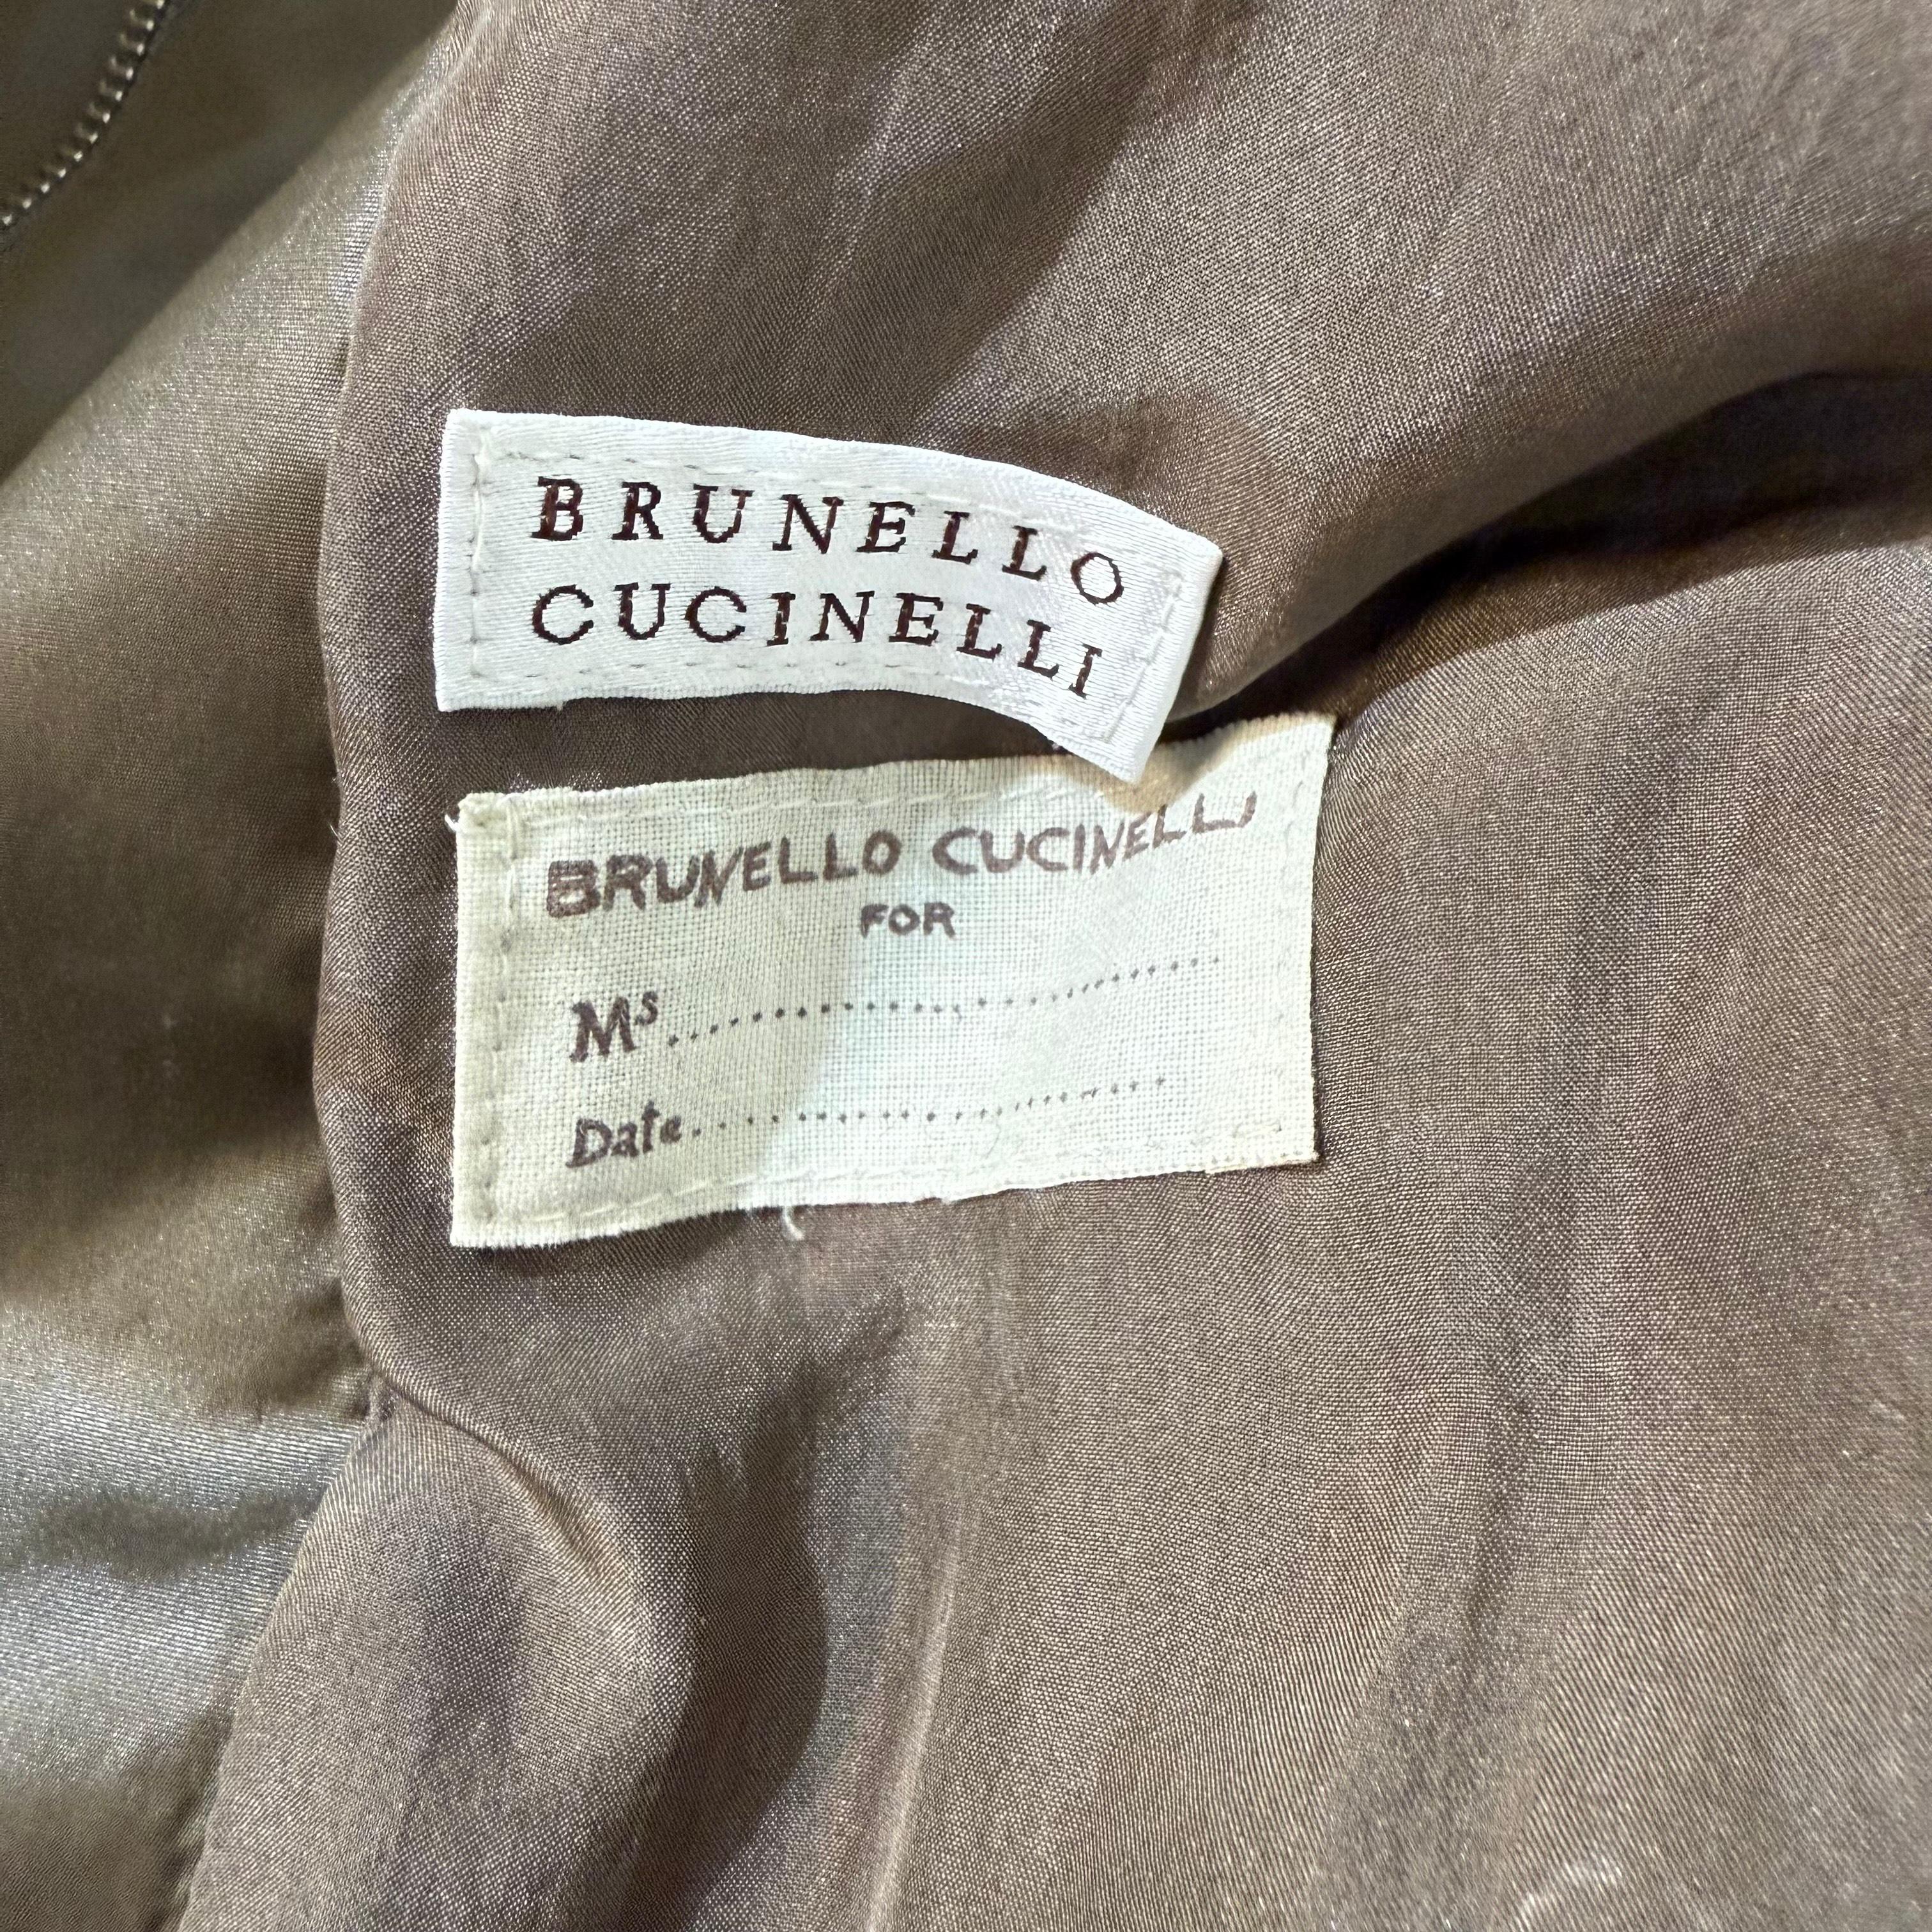 BRUNELLO
CUCINELLI
BRUNELLO CUCINELLI
FOR
Ms....................................
Date....................................